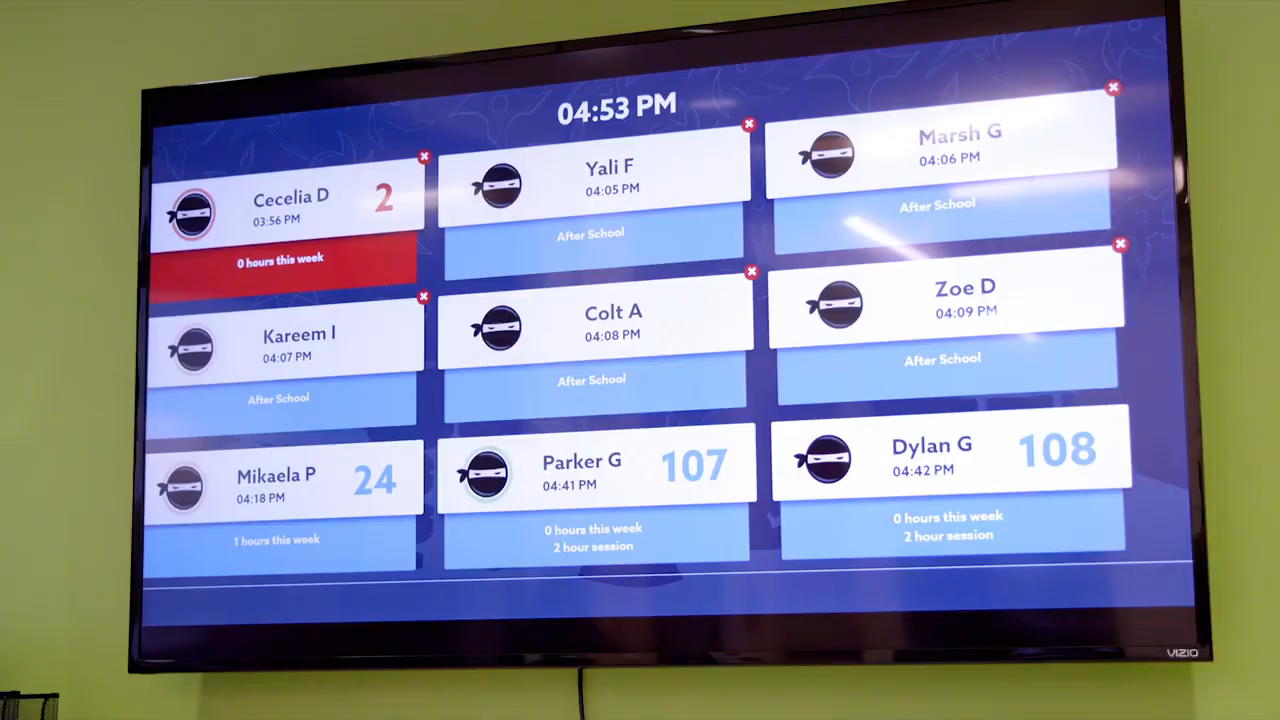 04:53 PM
Cecelia D
03:56 PM
2
0 hours this week
Yali F
04:05 PM
After School
Marsh G
04:06 PM
After School
Kareem I
04:07 PM
After School
Colt A
04:08 PM
After School
Zoe D
04:09 PM
After School
Mikaela P
04:18 PM
24
1 hours this week
Parker G
04:41 PM
107
0 hours this week
2 hour session
Dylan G
04:42 PM
108
0 hours this week
2 hour session
VIZIO